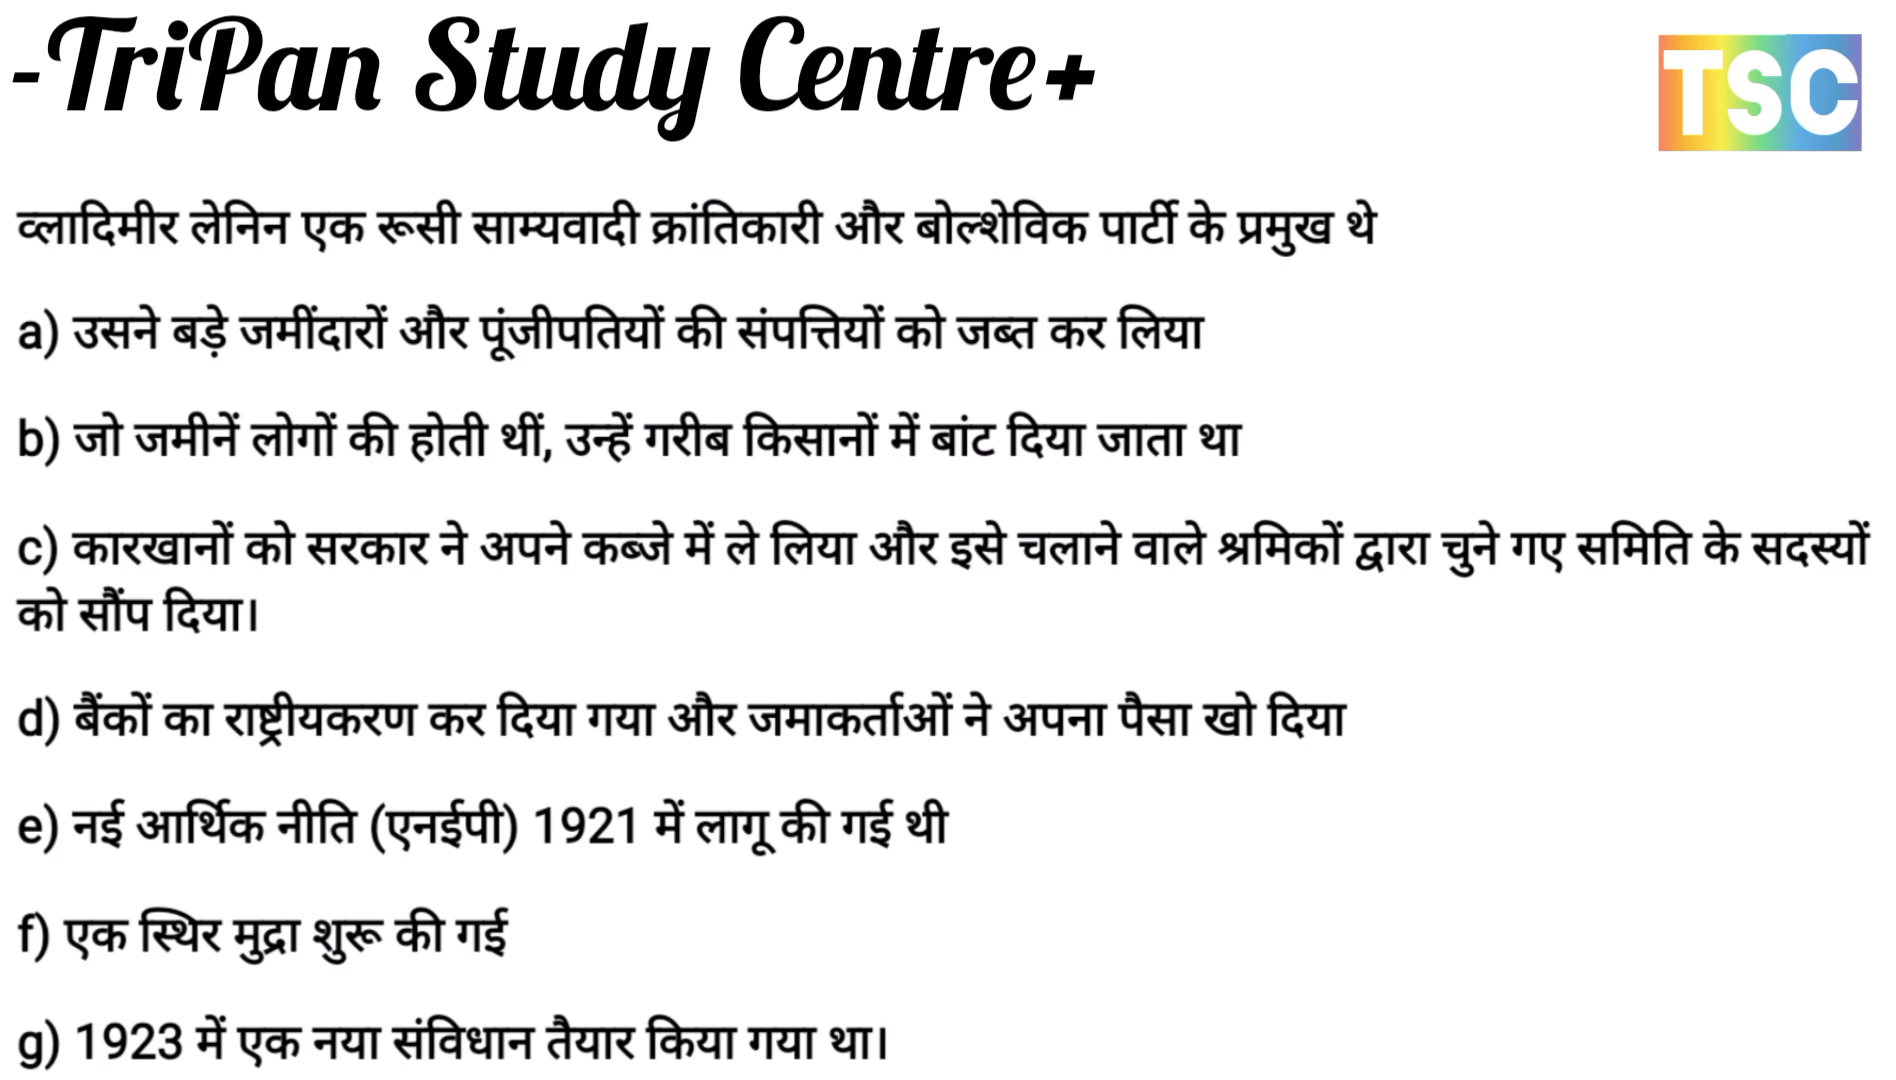 -TriPan Study Centre+
TSC
व्लादिमीर लेनिन एक रूसी साम्यवादी क्रांतिकारी और बोल्शेविक पार्टी के प्रमुख थे
a) उसने बड़े जमींदारों और पूंजीपतियों की संपत्तियों को जब्त कर लिया
b) जो जमीनें लोगों की होती थीं, उन्हें गरीब किसानों में बांट दिया जाता था
c) कारखानों को सरकार ने अपने कब्जे में ले लिया और इसे चलाने वाले श्रमिकों द्वारा चुने गए समिति के सदस्यों
को सौंप दिया।
d) बैंकों का राष्ट्रीयकरण कर दिया गया और जमाकर्ताओं ने अपना पैसा खो दिया
e) नई आर्थिक नीति (एनईपी) 1921 में लागू की गई थी
f) एक स्थिर मुद्रा शुरू की गई
g) 1923 में एक नया संविधान तैयार किया गया था।